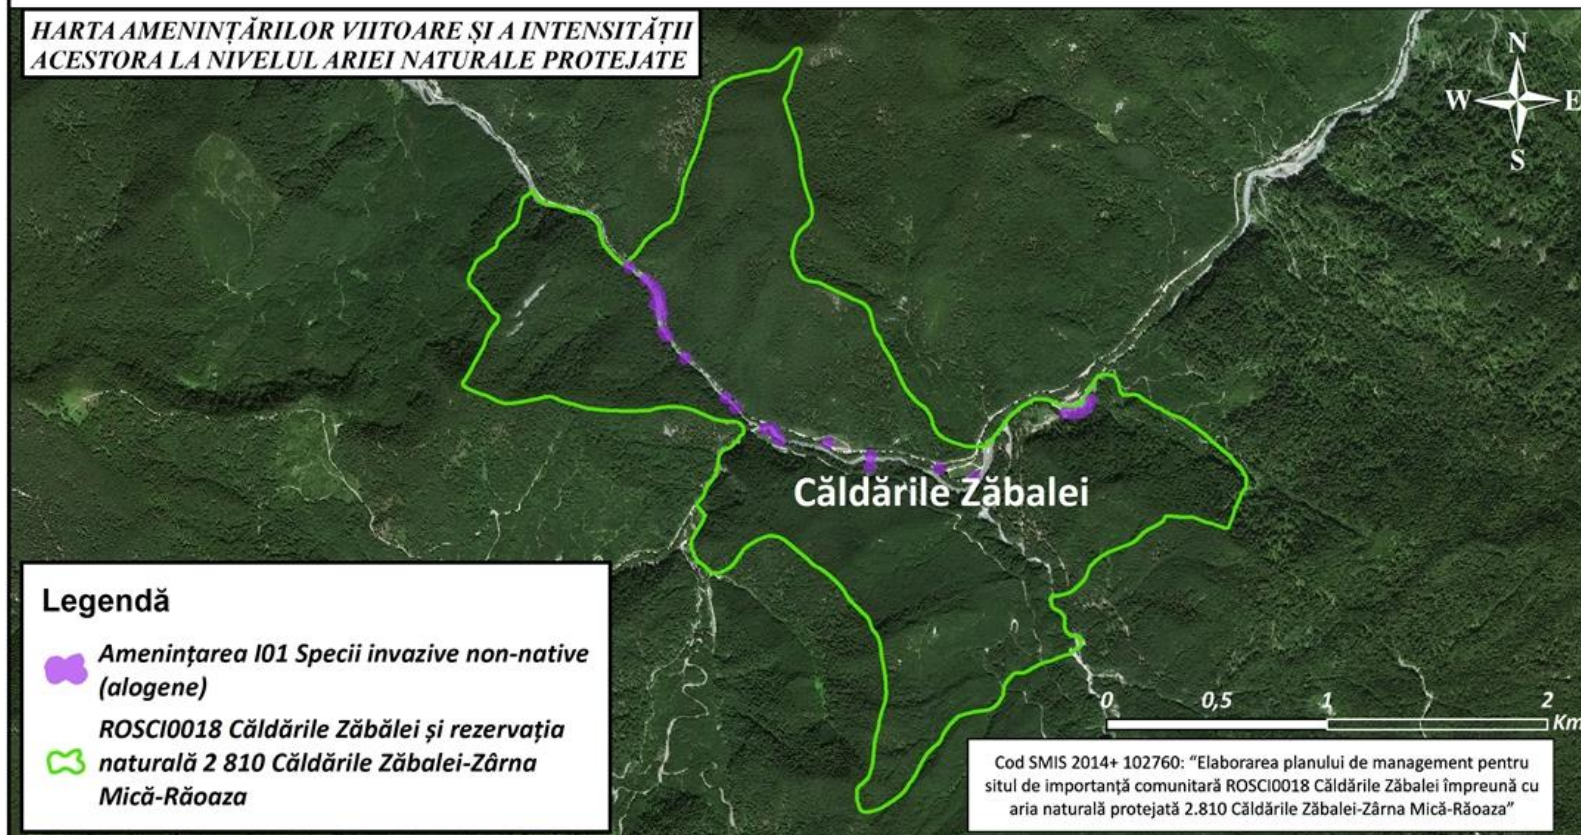 HARTA AMENINȚĂRILOR VIITOARE ȘI A INTENSITĂȚII
ACESTORA LA NIVELUL ARIEI NATURALE PROTEJATE
N
W E
S
Căldările Zăbalei
Legendă
Amenințarea I01 Specii invazive non-native
(alogene)
ROSCI0018 Căldările Zăbălei și rezervația
naturală 2 810 Căldările Zăbalei-Zârna
Mică-Răoaza
0 0,5 1 2
Km
Cod SMIS 2014+ 102760: “Elaborarea planului de management pentru
situl de importanță comunitară ROSCI0018 Căldările Zăbalei împreună cu
aria naturală protejată 2.810 Căldările Zăbalei-Zârna Mică-Răoaza”